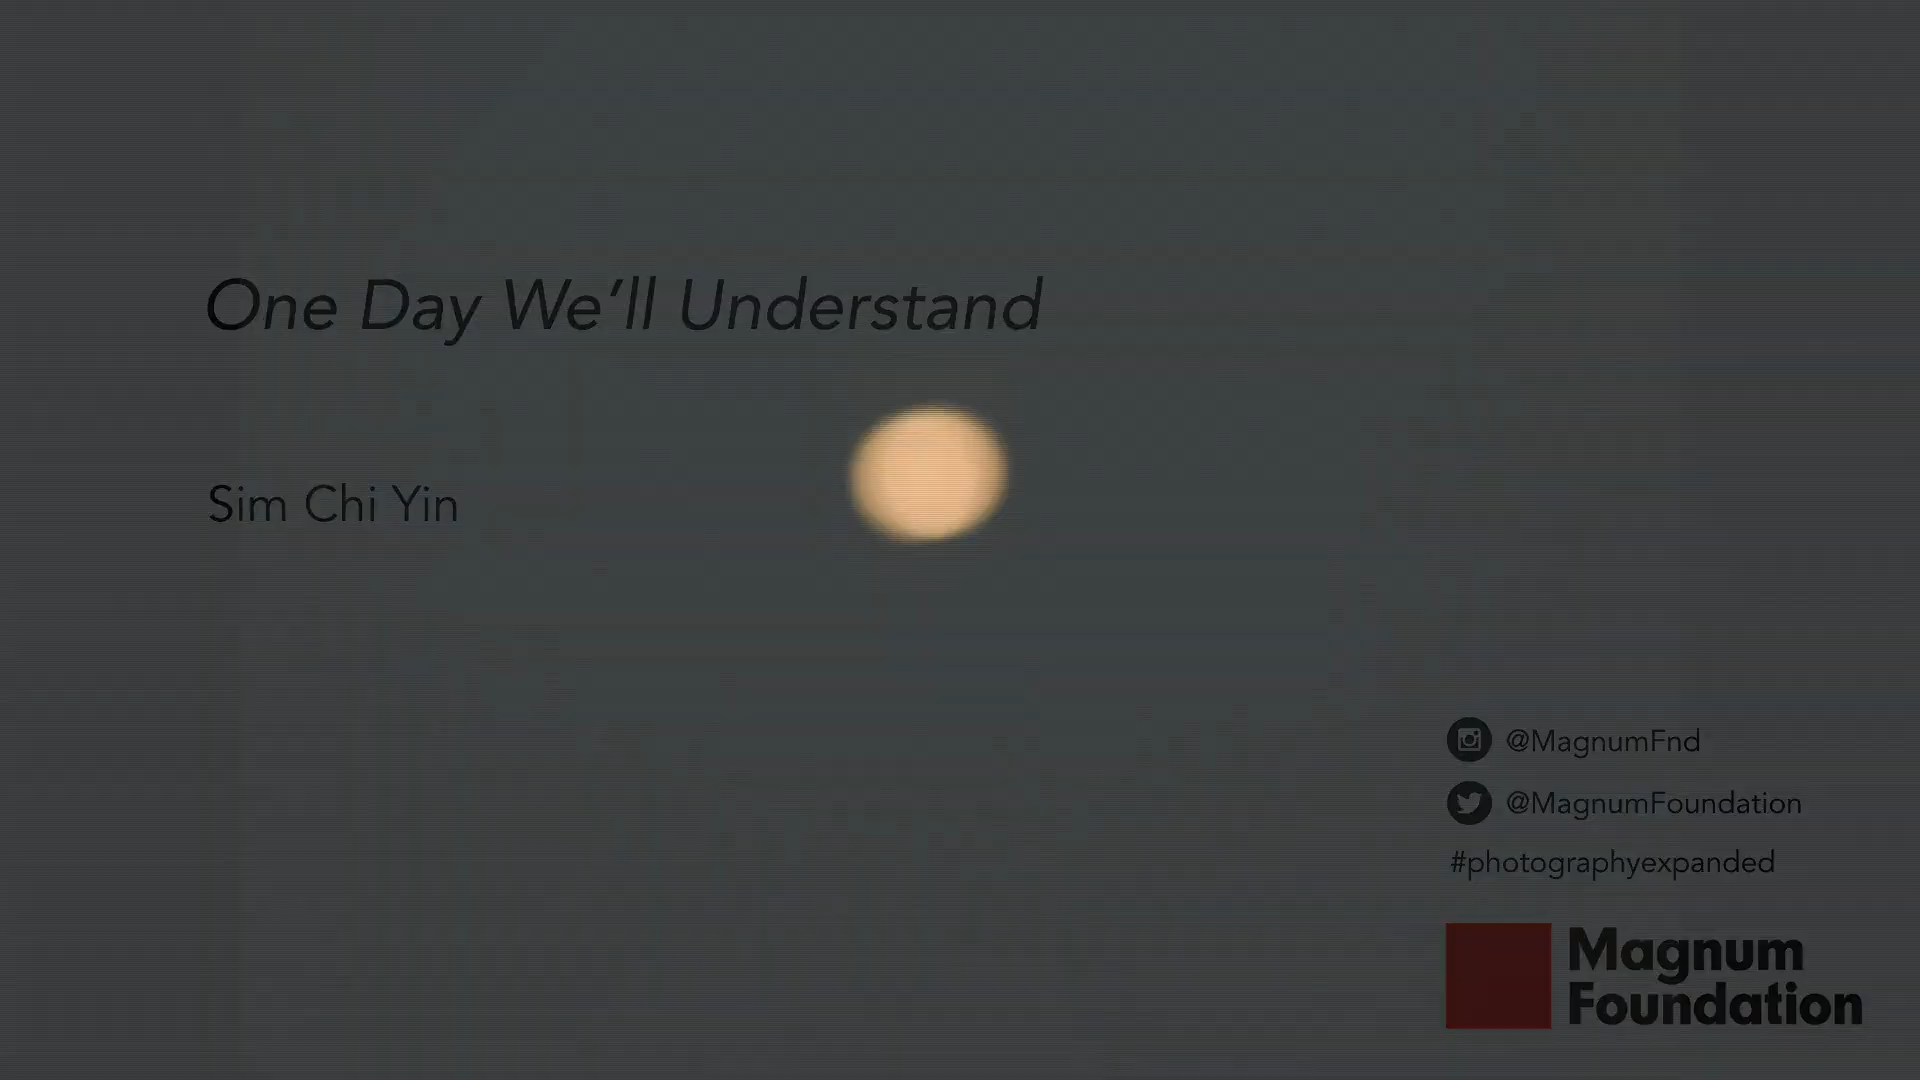 One Day We’ll Understand
Sim Chi Yin
@MagnumFnd
@MagnumFoundation
#photographyexpanded
Magnum
Foundation